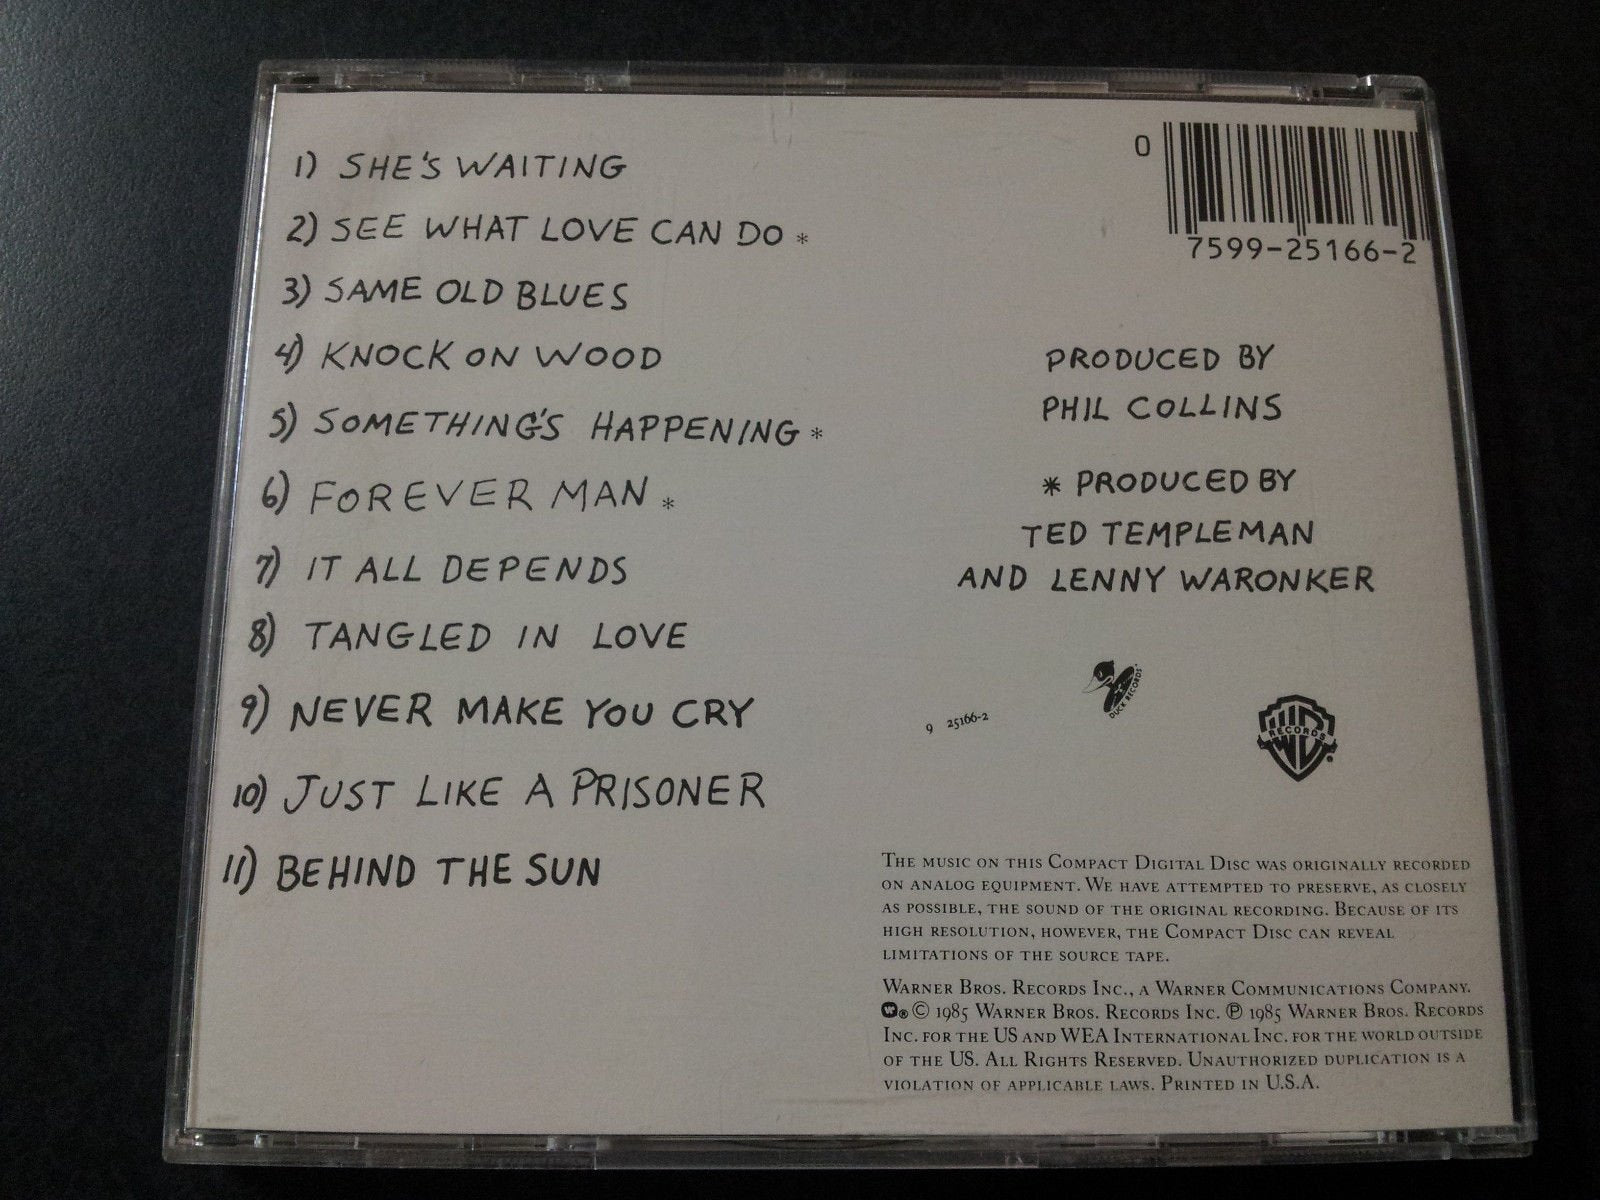 1) SHE'S WAITING
2) SEE WHAT LOVE CAN DO *
3) SAME OLD BLUES
4) KNOCK ON WOOD
5) SOMETHING'S HAPPENING *
6) FOREVER MAN *
7) IT ALL DEPENDS
8) TANGLED IN LOVE
9) NEVER MAKE YOU CRY
10) JUST LIKE A PRISONER
11) BEHIND THE SUN
0
7599-25166-2
PRODUCED BY
PHIL COLLINS
* PRODUCED BY
TED TEMPLEMAN
AND LENNY WARONKER
DUCK RECORDS
9 25166-2
RECORDS
THE MUSIC ON THIS COMPACT DIGITAL DISC WAS ORIGINALLY RECORDED
ON ANALOG EQUIPMENT. WE HAVE ATTEMPTED TO PRESERVE, AS CLOSELY
AS POSSIBLE, THE SOUND OF THE ORIGINAL RECORDING. BECAUSE OF ITS
HIGH RESOLUTION, HOWEVER, THE COMPACT DISC CAN REVEAL
LIMITATIONS OF THE SOURCE TAPE.
WARNER BROS. RECORDS INC., A WARNER COMMUNICATIONS COMPANY.
® © 1985 WARNER BROS. RECORDS INC. ℗ 1985 WARNER BROS. RECORDS
INC. FOR THE US AND WEA INTERNATIONAL INC. FOR THE WORLD OUTSIDE
OF THE US. ALL RIGHTS RESERVED. UNAUTHORIZED DUPLICATION IS A
VIOLATION OF APPLICABLE LAWS. PRINTED IN U.S.A.